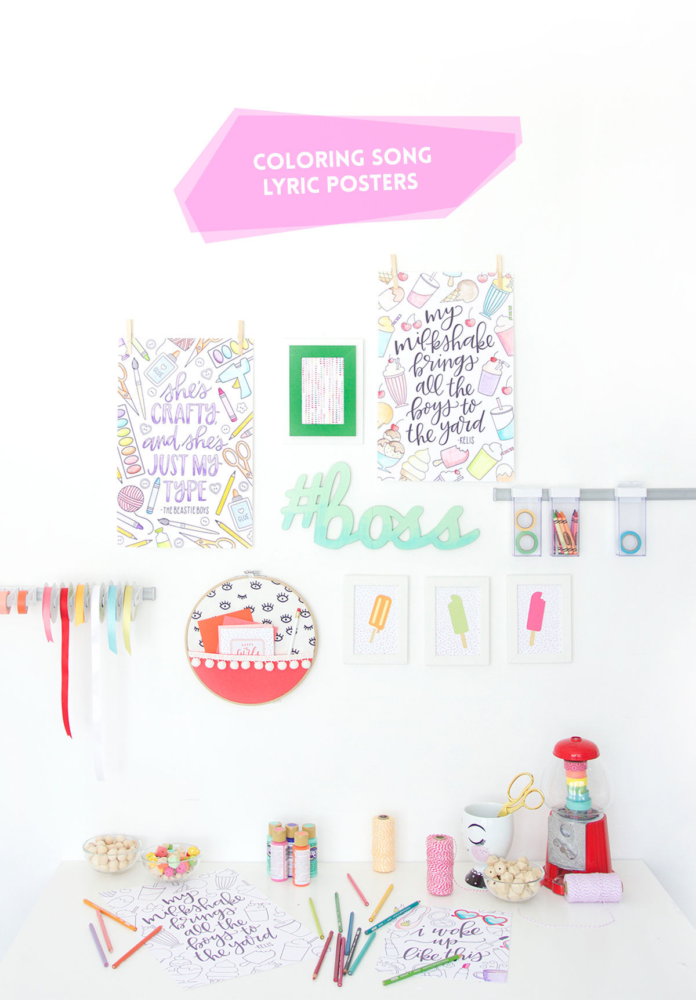 COLORING SONG
LYRIC POSTERS
my
milkshake
brings
all the
boys to
the yard
-KELIS
she's
CRAFTY,
and she's
JUST MY
TYPE
-THE BEASTIE BOYS
GLUE
GLUE
#boss
HAPPY
girls
my
milkshake
brings
all the
boys to
the yard
KELIS
i woke
up
like this